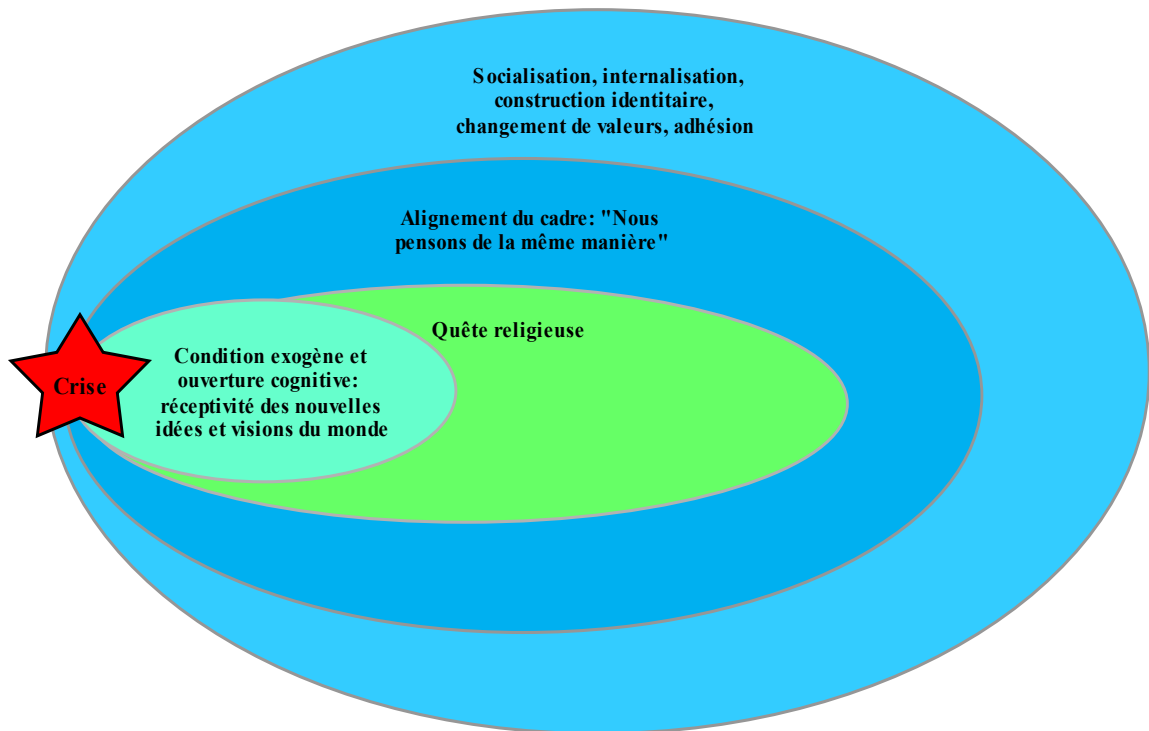 Socialisation, internalisation,
construction identitaire,
changement de valeurs, adhésion
Alignement du cadre: "Nous
pensons de la même manière"
Quête religieuse
Condition exogène et
ouverture cognitive:
réceptivité des nouvelles
idées et visions du monde
Crise